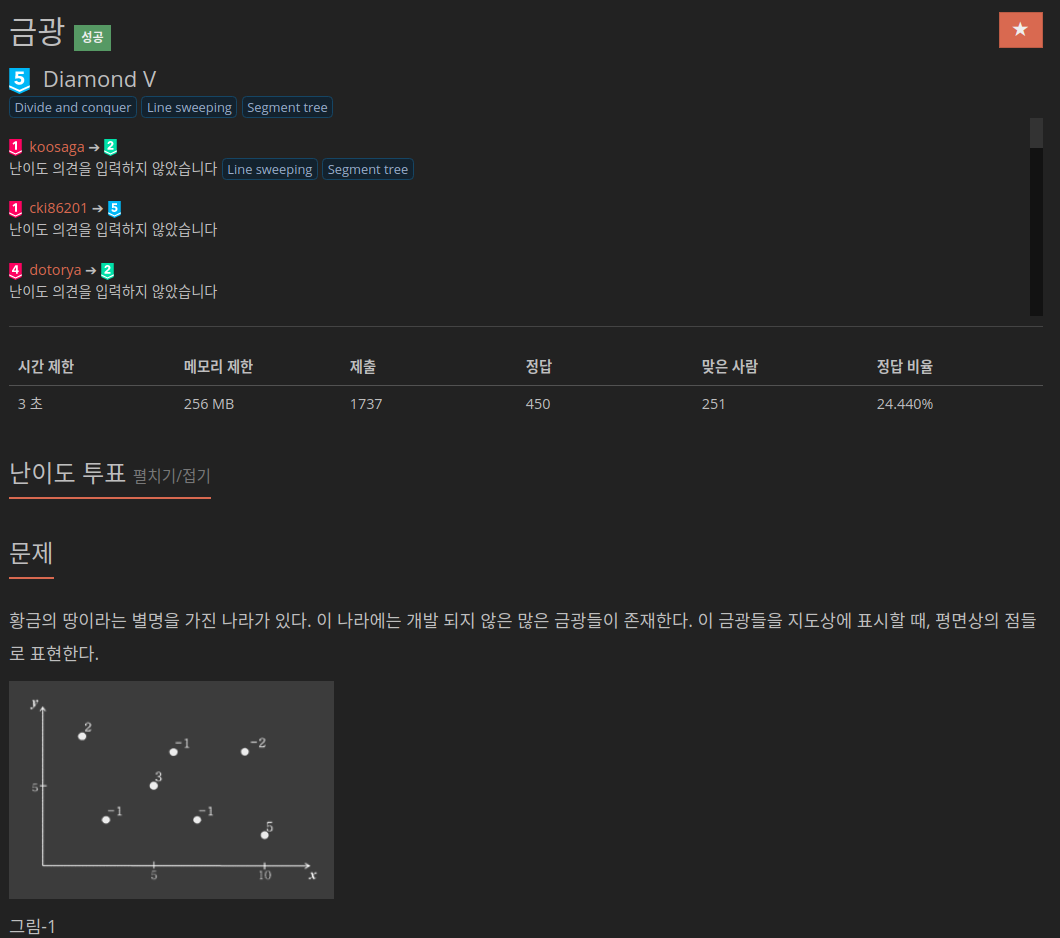 금광 성공
★
5 Diamond V
Divide and conquer Line sweeping Segment tree
1 koosaga → 2
난이도 의견을 입력하지 않았습니다 Line sweeping Segment tree
1 cki86201 → 5
난이도 의견을 입력하지 않았습니다
4 dotorya → 2
난이도 의견을 입력하지 않았습니다
시간 제한 메모리 제한 제출 정답 맞은 사람 정답 비율
3 초 256 MB 1737 450 251 24.440%
난이도 투표 펼치기/접기
문제
황금의 땅이라는 별명을 가진 나라가 있다. 이 나라에는 개발 되지 않은 많은 금광들이 존재한다. 이 금광들을 지도상에 표시할 때, 평면상의 점들
로 표현한다.
y
2
-1 -2
3
5
-1 -1
5
5 10 x
그림-1